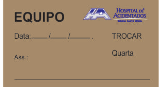 EQUIPO HOSPITAL DE ACIDENTADOS
Data: / / TROCAR
Ass.: Quarta